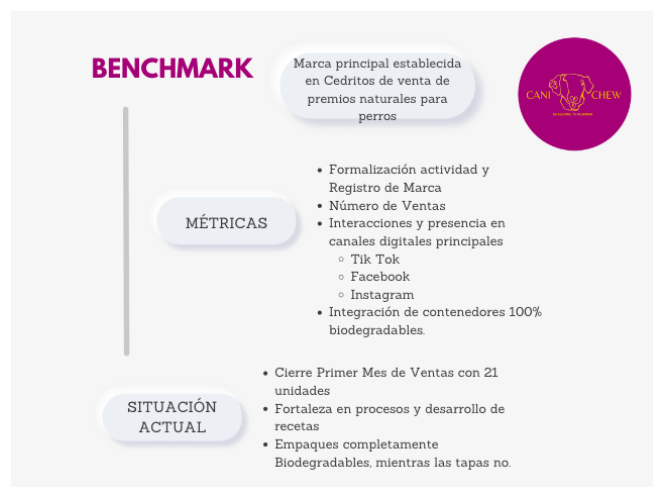 BENCHMARK
Marca principal establecida
en Cedritos de venta de
premios naturales para
perros
CANI CHEW
MÉTRICAS
• Formalización actividad y
Registro de Marca
• Número de Ventas
• Interacciones y presencia en
canales digitales principales
◦ Tik Tok
◦ Facebook
◦ Instagram
• Integración de contenedores 100%
biodegradables.
SITUACIÓN
ACTUAL
• Cierre Primer Mes de Ventas con 21
unidades
• Fortaleza en procesos y desarrollo de
recetas
• Empaques completamente
Biodegradables, mientras las tapas no.